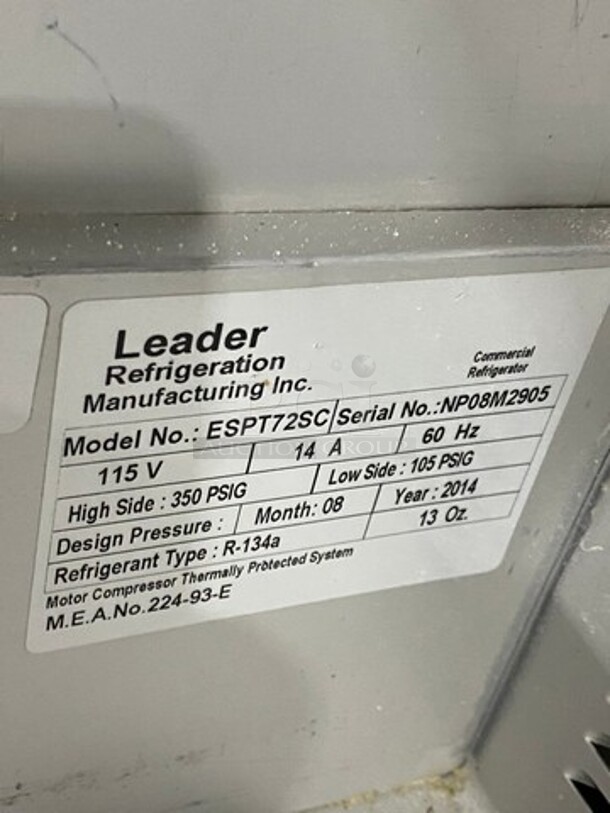 Leader
Refrigeration
Manufacturing Inc.
Commercial
Refrigerator
Model No.: ESPT72SC Serial No.:NP08M2905
115 V 14 A 60 Hz
High Side : 350 PSIG Low Side : 105 PSIG
Design Pressure : Month: 08 Year : 2014
Refrigerant Type : R-134a 13 Oz.
Motor Compressor Thermally Protected System
M.E.A.No.224-93-E